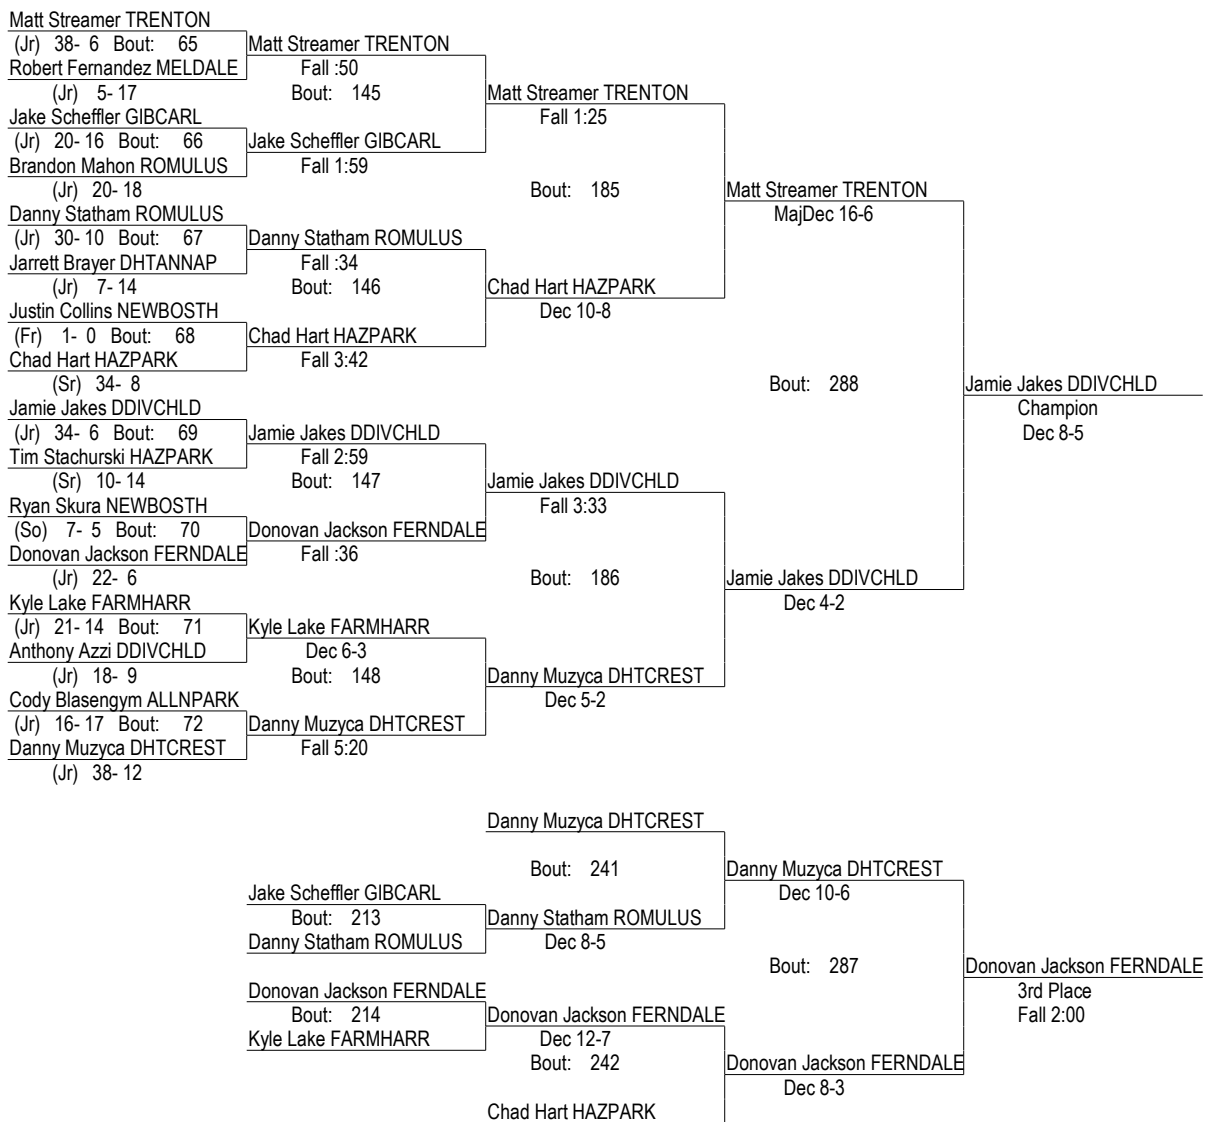 Matt Streamer TRENTON
(Jr) 38- 6 Bout: 65 Matt Streamer TRENTON
Robert Fernandez MELDALE Fall :50
(Jr) 5- 17 Bout: 145 Matt Streamer TRENTON
Jake Scheffler GIBCARL Fall 1:25
(Jr) 20- 16 Bout: 66 Jake Scheffler GIBCARL
Brandon Mahon ROMULUS Fall 1:59
(Jr) 20- 18 Bout: 185 Matt Streamer TRENTON
Danny Statham ROMULUS MajDec 16-6
(Jr) 30- 10 Bout: 67 Danny Statham ROMULUS
Jarrett Brayer DHTANNAP Fall :34
(Jr) 7- 14 Bout: 146 Chad Hart HAZPARK
Justin Collins NEWBOSTH Dec 10-8
(Fr) 1- 0 Bout: 68 Chad Hart HAZPARK
Chad Hart HAZPARK Fall 3:42
(Sr) 34- 8 Bout: 288 Jamie Jakes DDIVCHLD
Jamie Jakes DDIVCHLD Champion
(Jr) 34- 6 Bout: 69 Jamie Jakes DDIVCHLD Dec 8-5
Tim Stachurski HAZPARK Fall 2:59
(Sr) 10- 14 Bout: 147 Jamie Jakes DDIVCHLD
Ryan Skura NEWBOSTH Fall 3:33
(So) 7- 5 Bout: 70 Donovan Jackson FERNDALE
Donovan Jackson FERNDALE Fall :36
(Jr) 22- 6 Bout: 186 Jamie Jakes DDIVCHLD
Kyle Lake FARMHARR Dec 4-2
(Jr) 21- 14 Bout: 71 Kyle Lake FARMHARR
Anthony Azzi DDIVCHLD Dec 6-3
(Jr) 18- 9 Bout: 148 Danny Muzyca DHTCREST
Cody Blasengym ALLNPARK Dec 5-2
(Jr) 16- 17 Bout: 72 Danny Muzyca DHTCREST
Danny Muzyca DHTCREST Fall 5:20
(Jr) 38- 12
Danny Muzyca DHTCREST
Bout: 241 Danny Muzyca DHTCREST
Jake Scheffler GIBCARL Dec 10-6
Bout: 213 Danny Statham ROMULUS
Danny Statham ROMULUS Dec 8-5
Bout: 287 Donovan Jackson FERNDALE
Donovan Jackson FERNDALE 3rd Place
Bout: 214 Donovan Jackson FERNDALE Fall 2:00
Kyle Lake FARMHARR Dec 12-7
Bout: 242 Donovan Jackson FERNDALE
Dec 8-3
Chad Hart HAZPARK